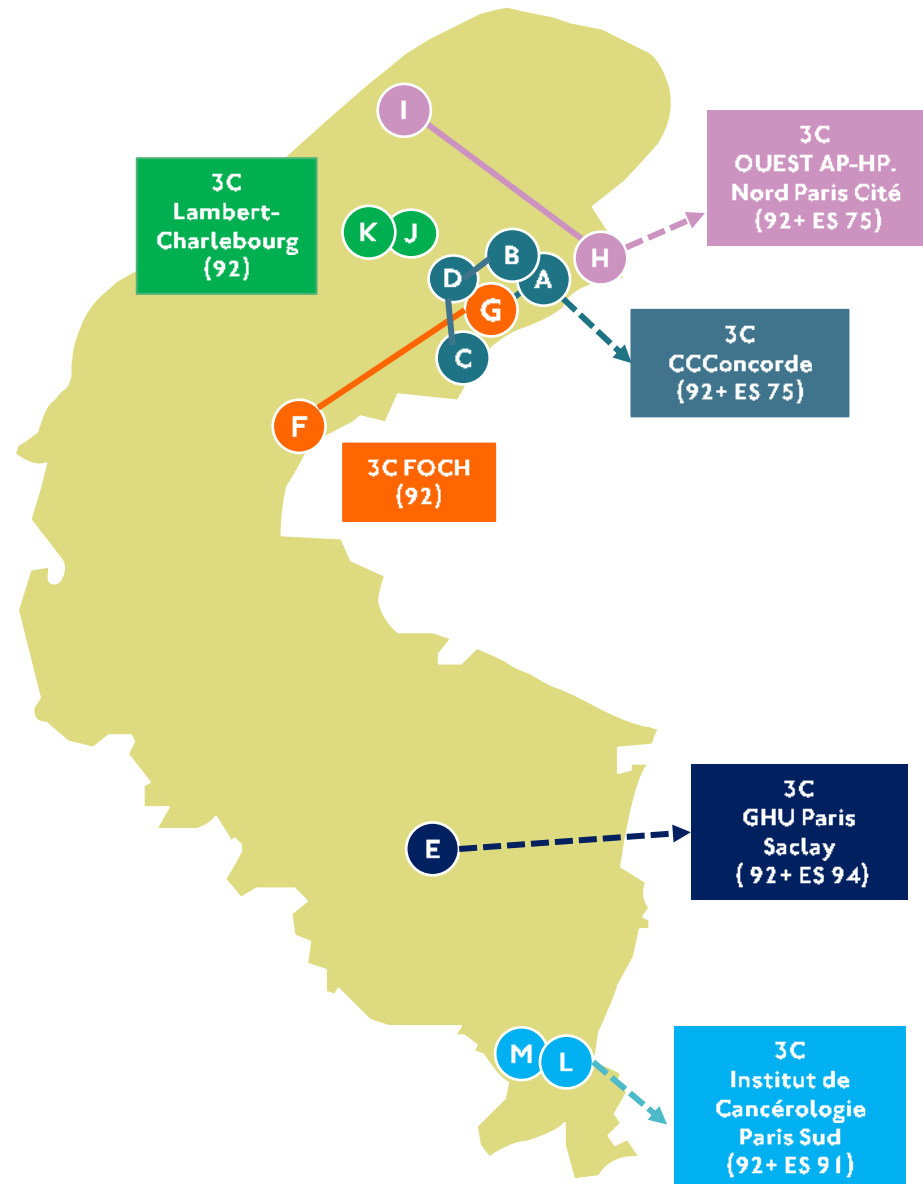 I
3C
OUEST AP-HP.
Nord Paris Cité
(92+ ES 75)
3C
Lambert-
Charlebourg
(92)
K
J
B
H
D
A
G
C
3C
CCConcorde
(92+ ES 75)
F
3C FOCH
(92)
3C
GHU Paris
Saclay
( 92+ ES 94)
E
M
L
3C
Institut de
Cancérologie
Paris Sud
(92+ ES 91)